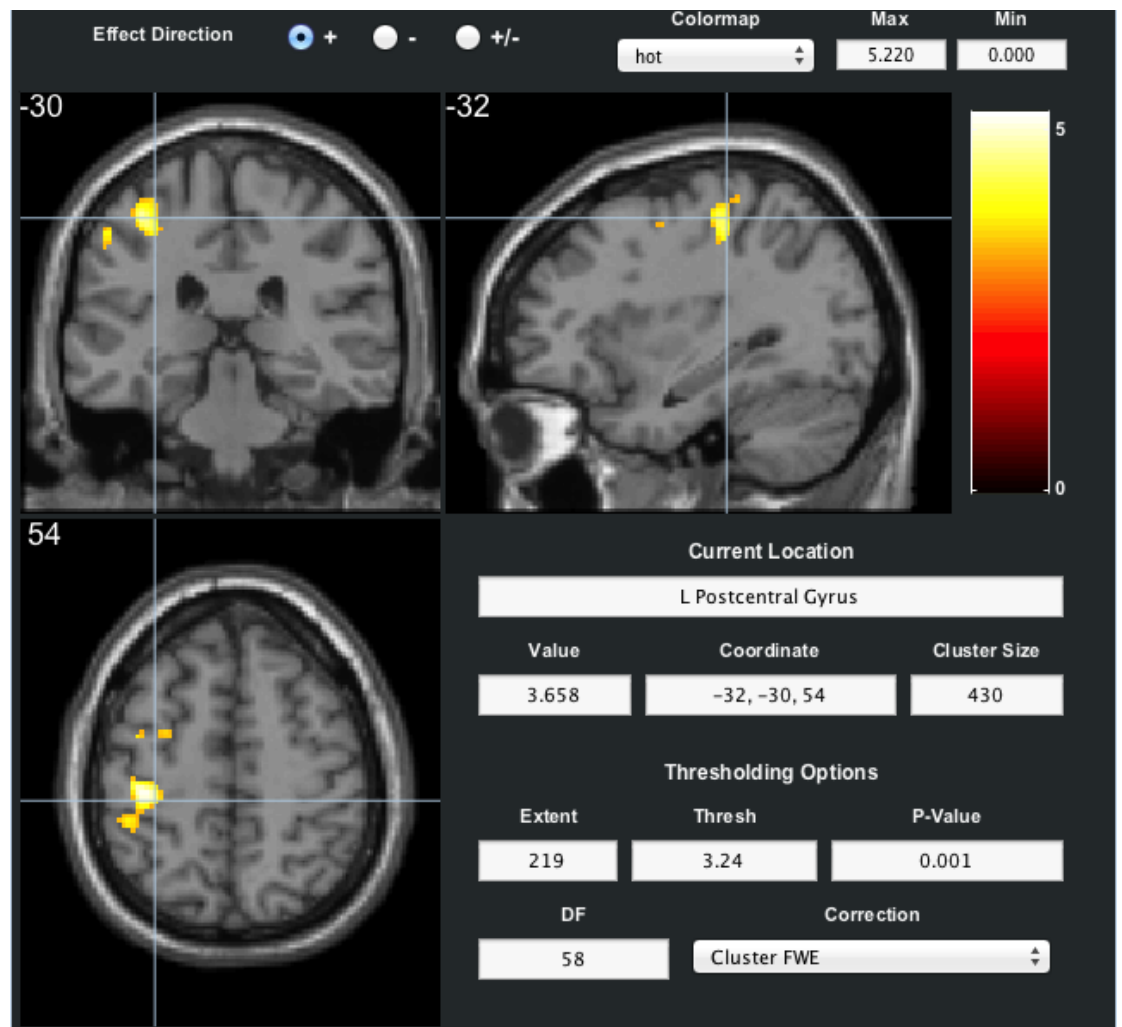 Effect Direction + - +/- Colormap Max Min
hot 5.220 0.000
-30 -32
5
0
54
Current Location
L Postcentral Gyrus
Value Coordinate Cluster Size
3.658 -32, -30, 54 430
Thresholding Options
Extent Thresh P-Value
219 3.24 0.001
DF Correction
58 Cluster FWE